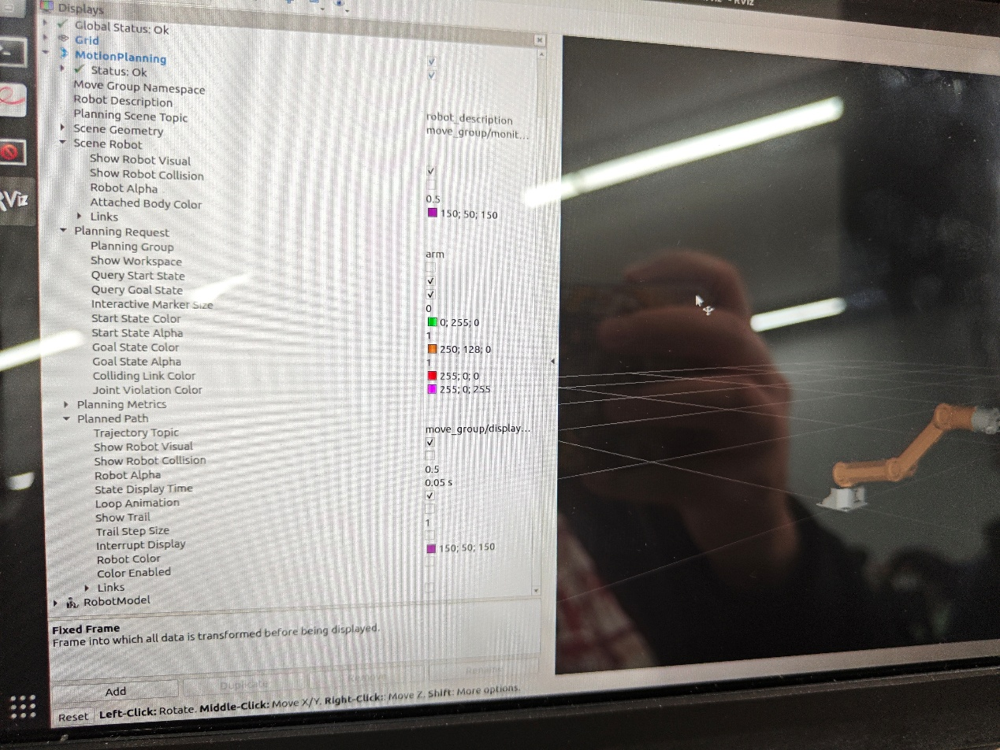 RViz
Displays
Global Status: Ok
Grid
MotionPlanning
Status: Ok
Move Group Namespace
Robot Description
robot_description
Planning Scene Topic
move_group/monit...
Scene Geometry
Scene Robot
Show Robot Visual
Show Robot Collision
Robot Alpha
0.5
Attached Body Color
150; 50; 150
Links
Planning Request
Planning Group
arm
Show Workspace
Query Start State
Query Goal State
Interactive Marker Size
0
Start State Color
0; 255; 0
Start State Alpha
1
Goal State Color
250; 128; 0
Goal State Alpha
1
Colliding Link Color
255; 0; 0
Joint Violation Color
255; 0; 255
Planning Metrics
Planned Path
Trajectory Topic
move_group/display...
Show Robot Visual
Show Robot Collision
Robot Alpha
0.5
State Display Time
0.05 s
Loop Animation
Show Trail
Trail Step Size
1
Interrupt Display
Robot Color
150; 50; 150
Color Enabled
Links
RobotModel
Fixed Frame
Frame into which all data is transformed before being displayed.
Add
Duplicate
Remove
Rename
Reset
Left-Click: Rotate. Middle-Click: Move X/Y. Right-Click:: Move Z. Shift: More options.
RViz